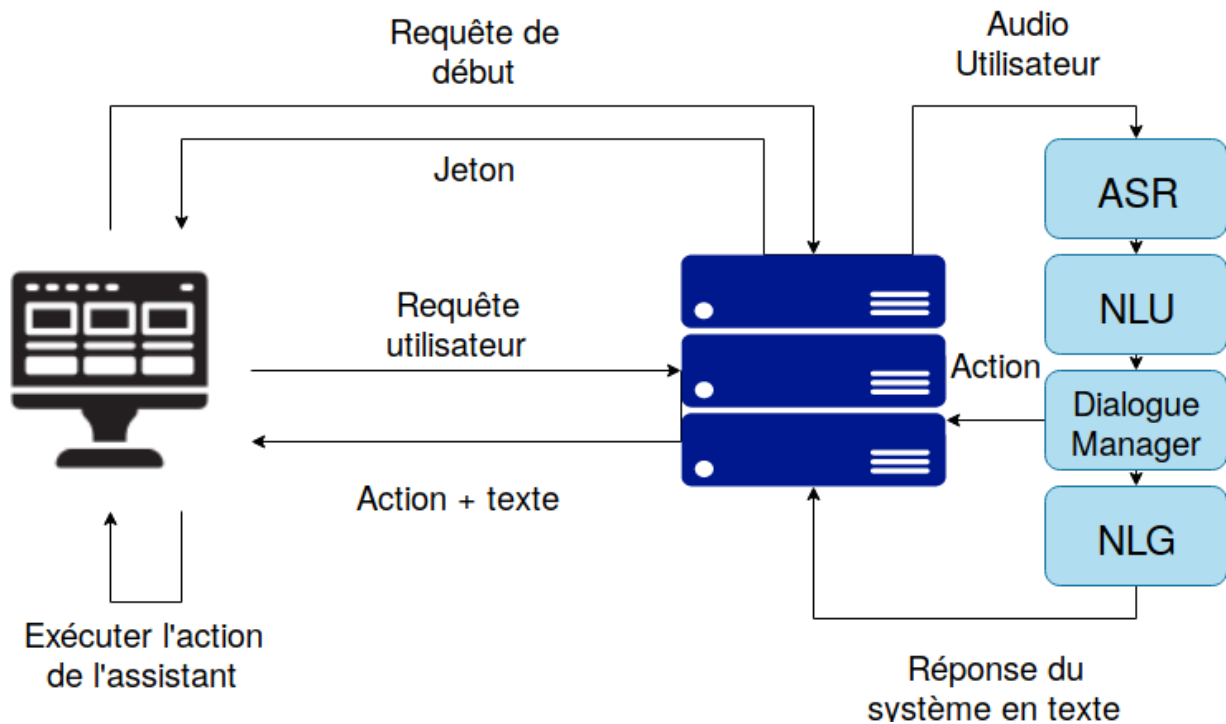 Requête de
début
Audio
Utilisateur
Jeton
ASR
Requête
utilisateur
NLU
Action
Dialogue
Manager
Action + texte
NLG
Exécuter l'action
de l'assistant
Réponse du
système en texte